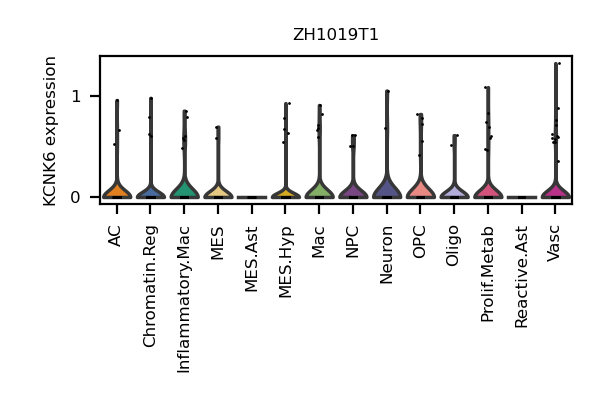 ZH1019T1
KCNK6 expression
1
0
AC
Chromatin.Reg
Inflammatory.Mac
MES
MES.Ast
MES.Hyp
Mac
NPC
Neuron
OPC
Oligo
Prolif.Metab
Reactive.Ast
Vasc